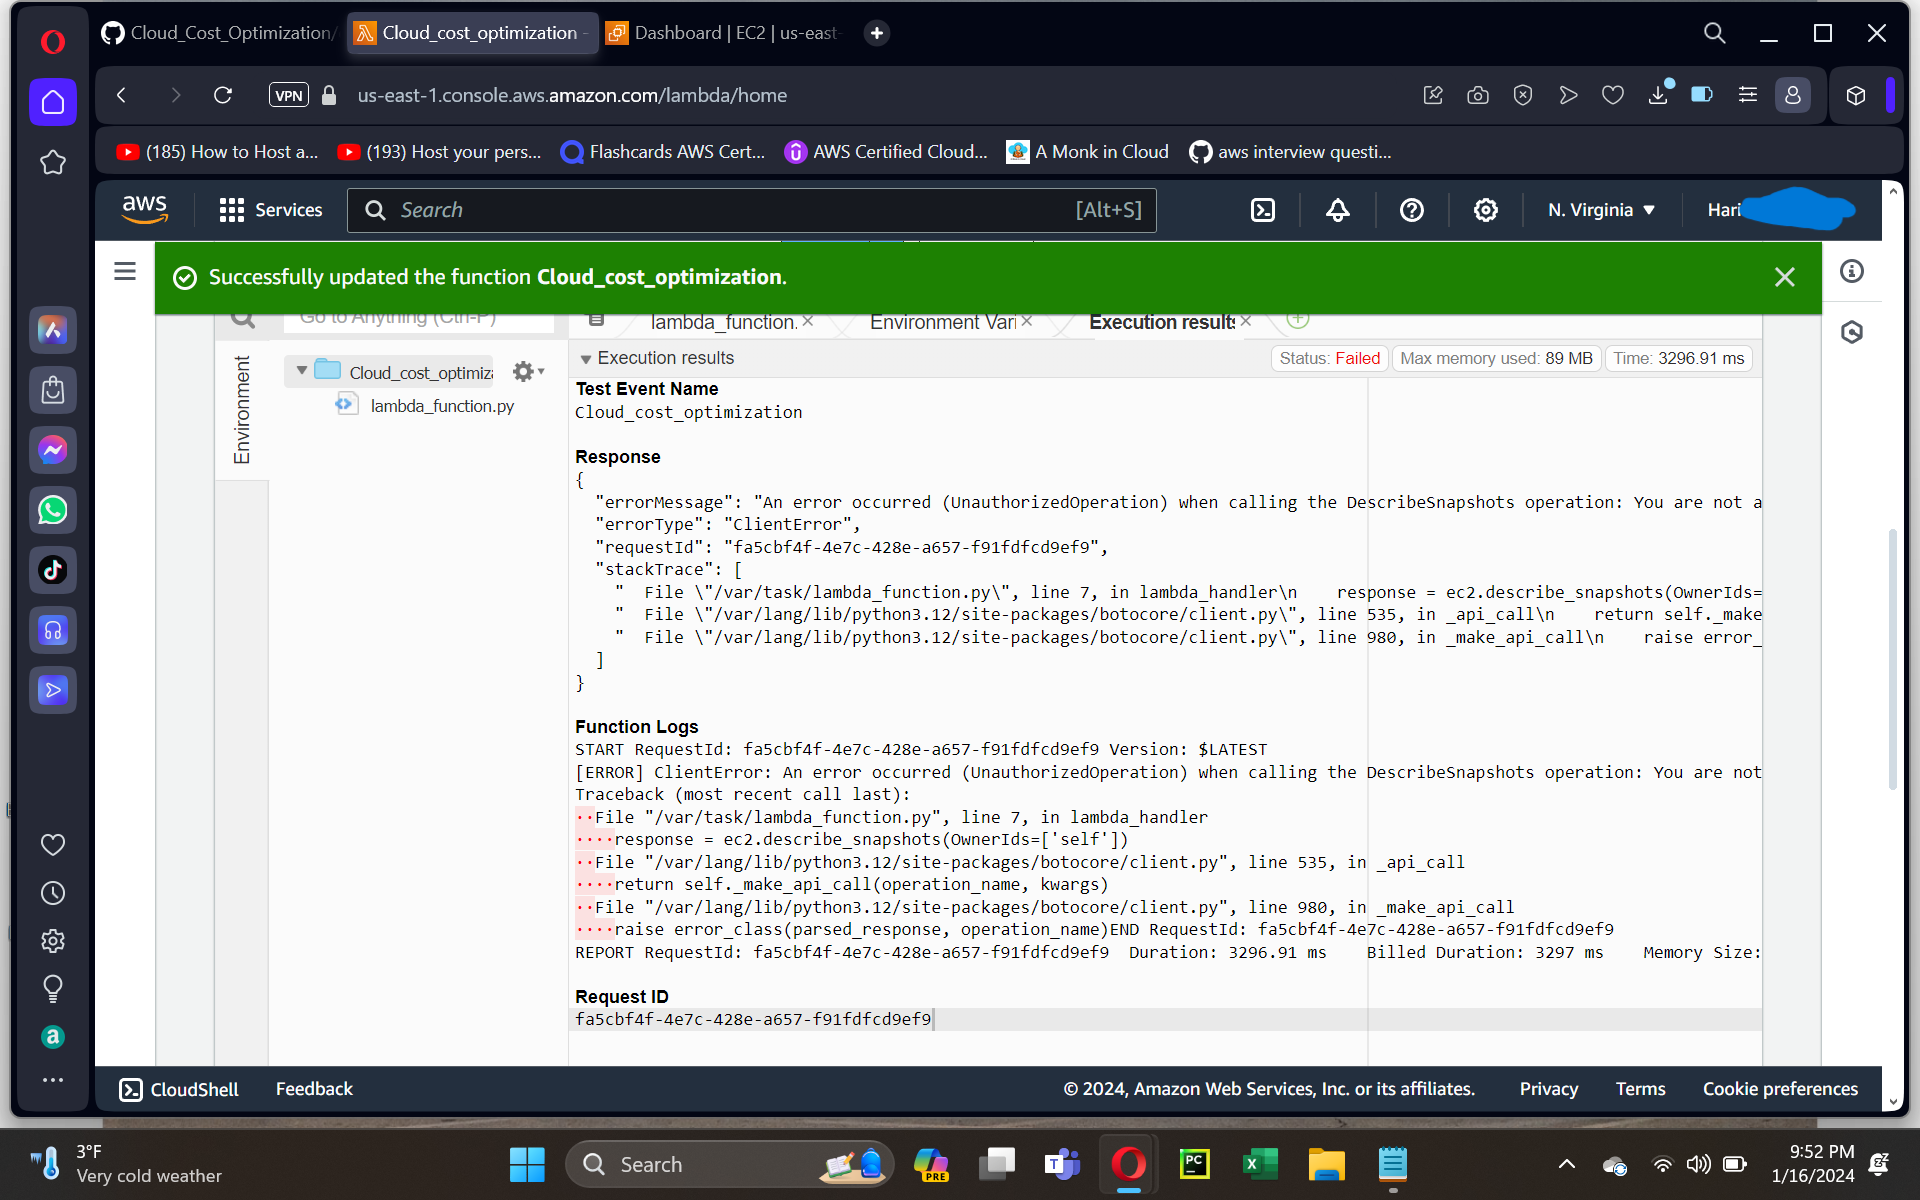 Cloud_Cost_Optimization/
Cloud_cost_optimization -
Dashboard | EC2 | us-east-
VPN
us-east-1.console.aws.amazon.com/lambda/home
(185) How to Host a...
(193) Host your pers...
Flashcards AWS Cert...
AWS Certified Cloud...
A Monk in Cloud
aws interview questi...
aws
Services
Search
[Alt+S]
N. Virginia
Hari
Successfully updated the function Cloud_cost_optimization.
Go to Anything (Ctrl-P)
lambda_function.
Environment Vari
Execution results
Environment
Cloud_cost_optimiza
lambda_function.py
Execution results
Status: Failed
Max memory used: 89 MB
Time: 3296.91 ms
Test Event Name
Cloud_cost_optimization
Response
{
"errorMessage": "An error occurred (UnauthorizedOperation) when calling the DescribeSnapshots operation: You are not a
"errorType": "ClientError",
"requestId": "fa5cbf4f-4e7c-428e-a657-f91fdfcd9ef9",
"stackTrace": [
"  File \"/var/task/lambda_function.py\", line 7, in lambda_handler\n    response = ec2.describe_snapshots(OwnerIds=
"  File \"/var/lang/lib/python3.12/site-packages/botocore/client.py\", line 535, in _api_call\n    return self._make
"  File \"/var/lang/lib/python3.12/site-packages/botocore/client.py\", line 980, in _make_api_call\n    raise error_
]
}
Function Logs
START RequestId: fa5cbf4f-4e7c-428e-a657-f91fdfcd9ef9 Version: $LATEST
[ERROR] ClientError: An error occurred (UnauthorizedOperation) when calling the DescribeSnapshots operation: You are not
Traceback (most recent call last):
··File "/var/task/lambda_function.py", line 7, in lambda_handler
····response = ec2.describe_snapshots(OwnerIds=['self'])
··File "/var/lang/lib/python3.12/site-packages/botocore/client.py", line 535, in _api_call
····return self._make_api_call(operation_name, kwargs)
··File "/var/lang/lib/python3.12/site-packages/botocore/client.py", line 980, in _make_api_call
····raise error_class(parsed_response, operation_name)END RequestId: fa5cbf4f-4e7c-428e-a657-f91fdfcd9ef9
REPORT RequestId: fa5cbf4f-4e7c-428e-a657-f91fdfcd9ef9  Duration: 3296.91 ms    Billed Duration: 3297 ms    Memory Size:
Request ID
fa5cbf4f-4e7c-428e-a657-f91fdfcd9ef9
CloudShell
Feedback
© 2024, Amazon Web Services, Inc. or its affiliates.
Privacy
Terms
Cookie preferences
3°F
Very cold weather
Search
PRE
PC
9:52 PM
1/16/2024